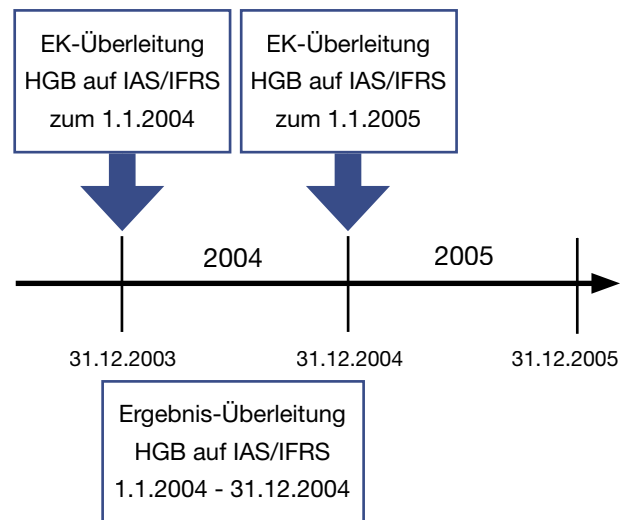 EK-Überleitung
HGB auf IAS/IFRS
zum 1.1.2004
EK-Überleitung
HGB auf IAS/IFRS
zum 1.1.2005
2004
2005
31.12.2003
31.12.2004
31.12.2005
Ergebnis-Überleitung
HGB auf IAS/IFRS
1.1.2004 - 31.12.2004